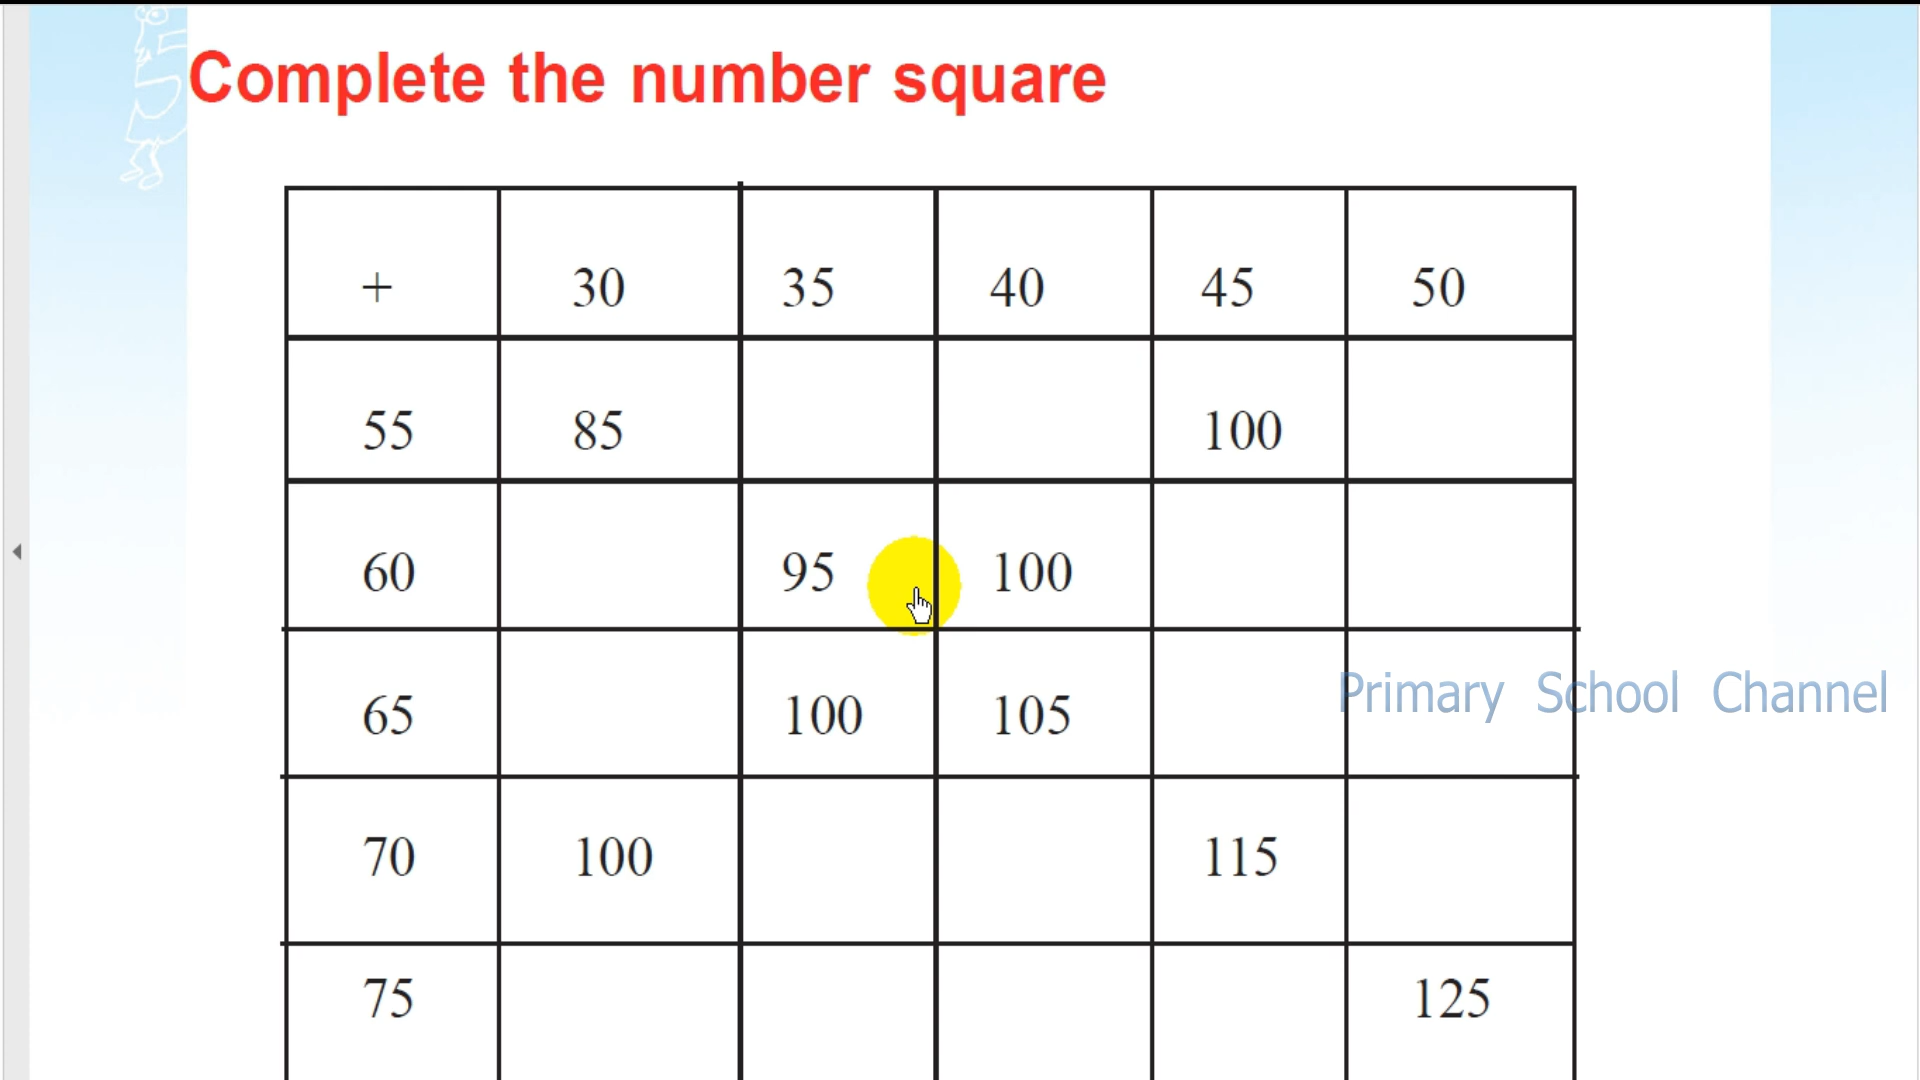 Complete the number square
+ 30 35 40 45 50
55 85 100
60 95 100
65 100 105
Primary School Channel
70 100 115
75 125